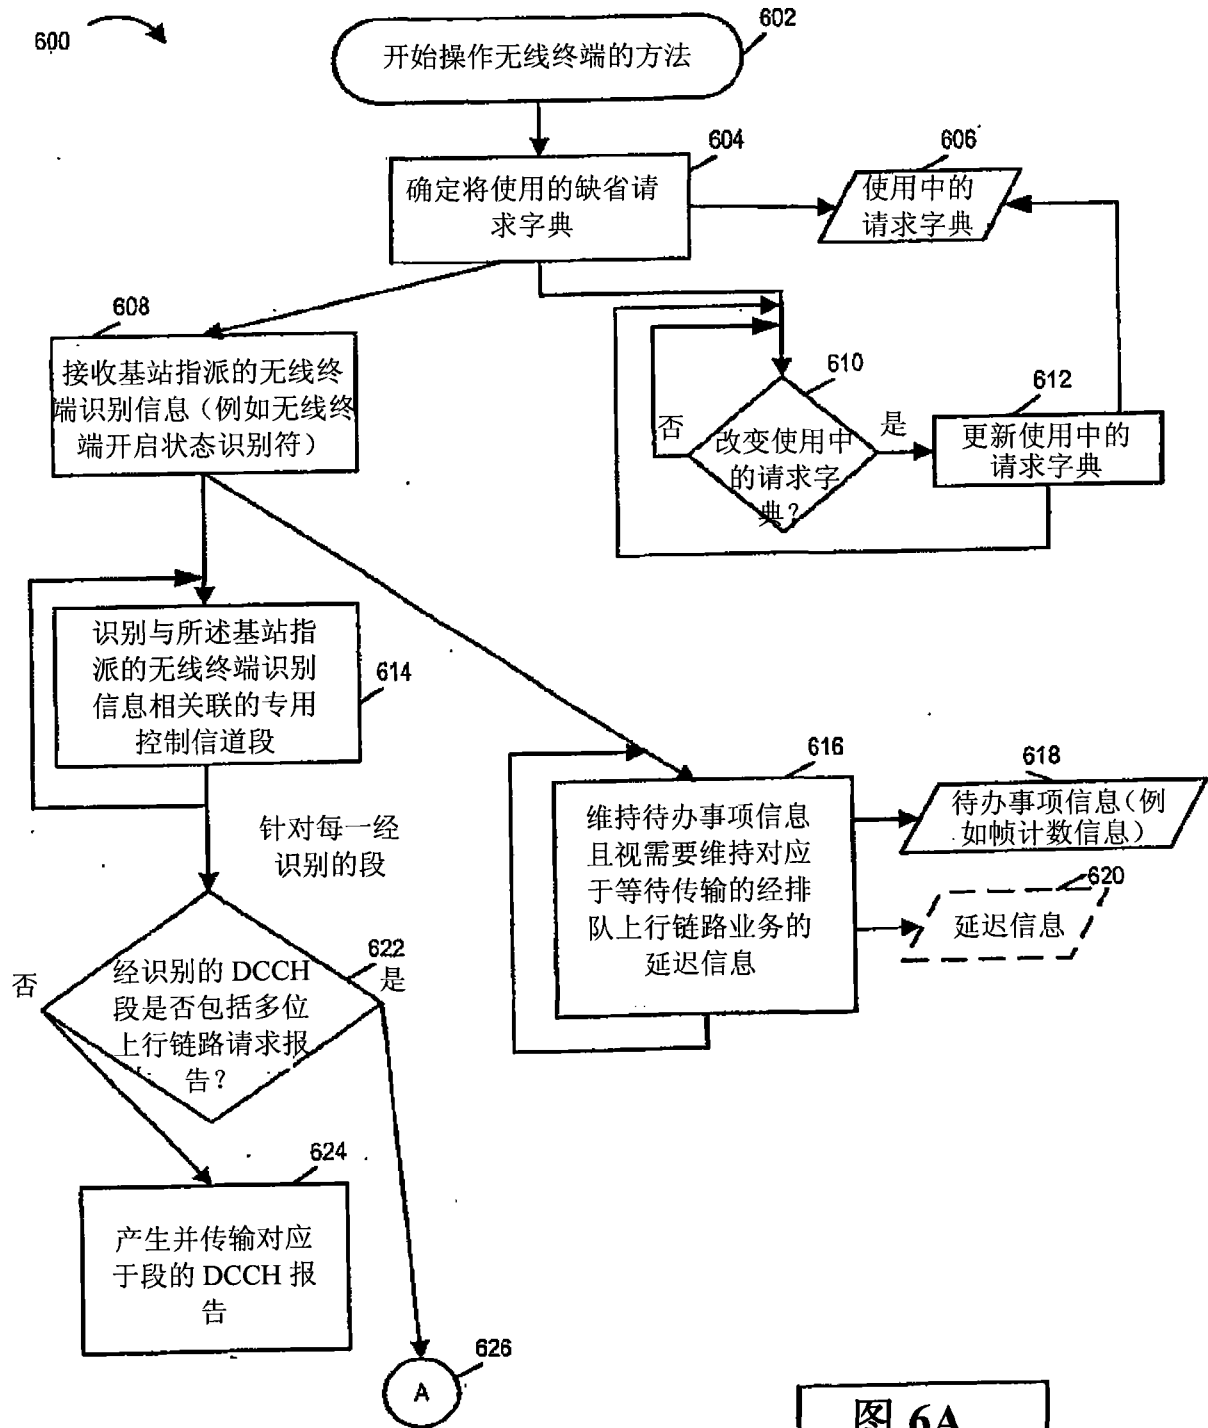 600
602
开始操作无线终端的方法
604
确定将使用的缺省请
求字典
606
使用中的
请求字典
608
接收基站指派的无线终
端识别信息（例如无线终
端开启状态识别符）
610
改变使用中
的请求字
典？
否
是
612
更新使用中的
请求字典
614
识别与所述基站指
派的无线终端识别
信息相关联的专用
控制信道段
针对每一经
识别的段
616
维持待办事项信息
且视需要维持对应
于等待传输的经排
队上行链路业务的
延迟信息
618
待办事项信息（例
如帧计数信息）
620
延迟信息
622
经识别的 DCCH
段是否包括多位
上行链路请求报
告？
否
是
624
产生并传输对应
于段的 DCCH 报
告
626
A
图 6A